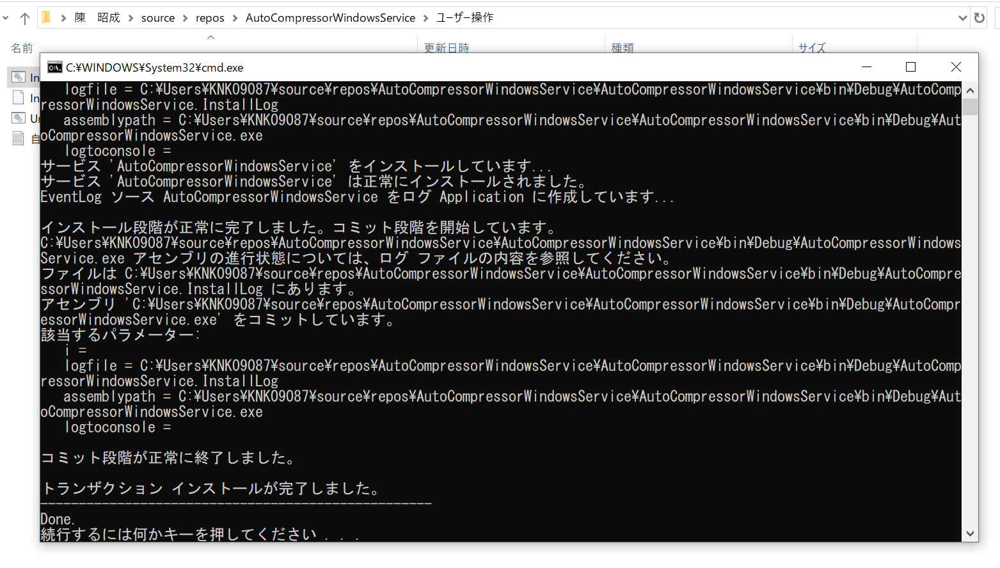 陳　昭成 > source > repos > AutoCompressorWindowsService > ユーザー操作
名前 更新日時 種類 サイズ
In
In
Un
自
C:¥WINDOWS¥System32¥cmd.exe
logfile = C:¥Users¥KNK09087¥source¥repos¥AutoCompressorWindowsService¥AutoCompressorWindowsService¥bin¥Debug¥AutoComp
ressorWindowsService.InstallLog
assemblypath = C:¥Users¥KNK09087¥source¥repos¥AutoCompressorWindowsService¥AutoCompressorWindowsService¥bin¥Debug¥Aut
oCompressorWindowsService.exe
logtoconsole =
サービス 'AutoCompressorWindowsService' をインストールしています...
サービス 'AutoCompressorWindowsService' は正常にインストールされました。
EventLog ソース AutoCompressorWindowsService をログ Application に作成しています...
インストール段階が正常に完了しました。コミット段階を開始しています。
C:¥Users¥KNK09087¥source¥repos¥AutoCompressorWindowsService¥AutoCompressorWindowsService¥bin¥Debug¥AutoCompressorWindows
Service.exe アセンブリの進行状態については、ログ ファイルの内容を参照してください。
ファイルは C:¥Users¥KNK09087¥source¥repos¥AutoCompressorWindowsService¥AutoCompressorWindowsService¥bin¥Debug¥AutoCompre
ssorWindowsService.InstallLog にあります。
アセンブリ 'C:¥Users¥KNK09087¥source¥repos¥AutoCompressorWindowsService¥AutoCompressorWindowsService¥bin¥Debug¥AutoCompr
essorWindowsService.exe' をコミットしています。
該当するパラメーター:
i =
logfile = C:¥Users¥KNK09087¥source¥repos¥AutoCompressorWindowsService¥AutoCompressorWindowsService¥bin¥Debug¥AutoComp
ressorWindowsService.InstallLog
assemblypath = C:¥Users¥KNK09087¥source¥repos¥AutoCompressorWindowsService¥AutoCompressorWindowsService¥bin¥Debug¥Aut
oCompressorWindowsService.exe
logtoconsole =
コミット段階が正常に終了しました。
トランザクション インストールが完了しました。
---------------------------------------------------
Done.
続行するには何かキーを押してください . . .